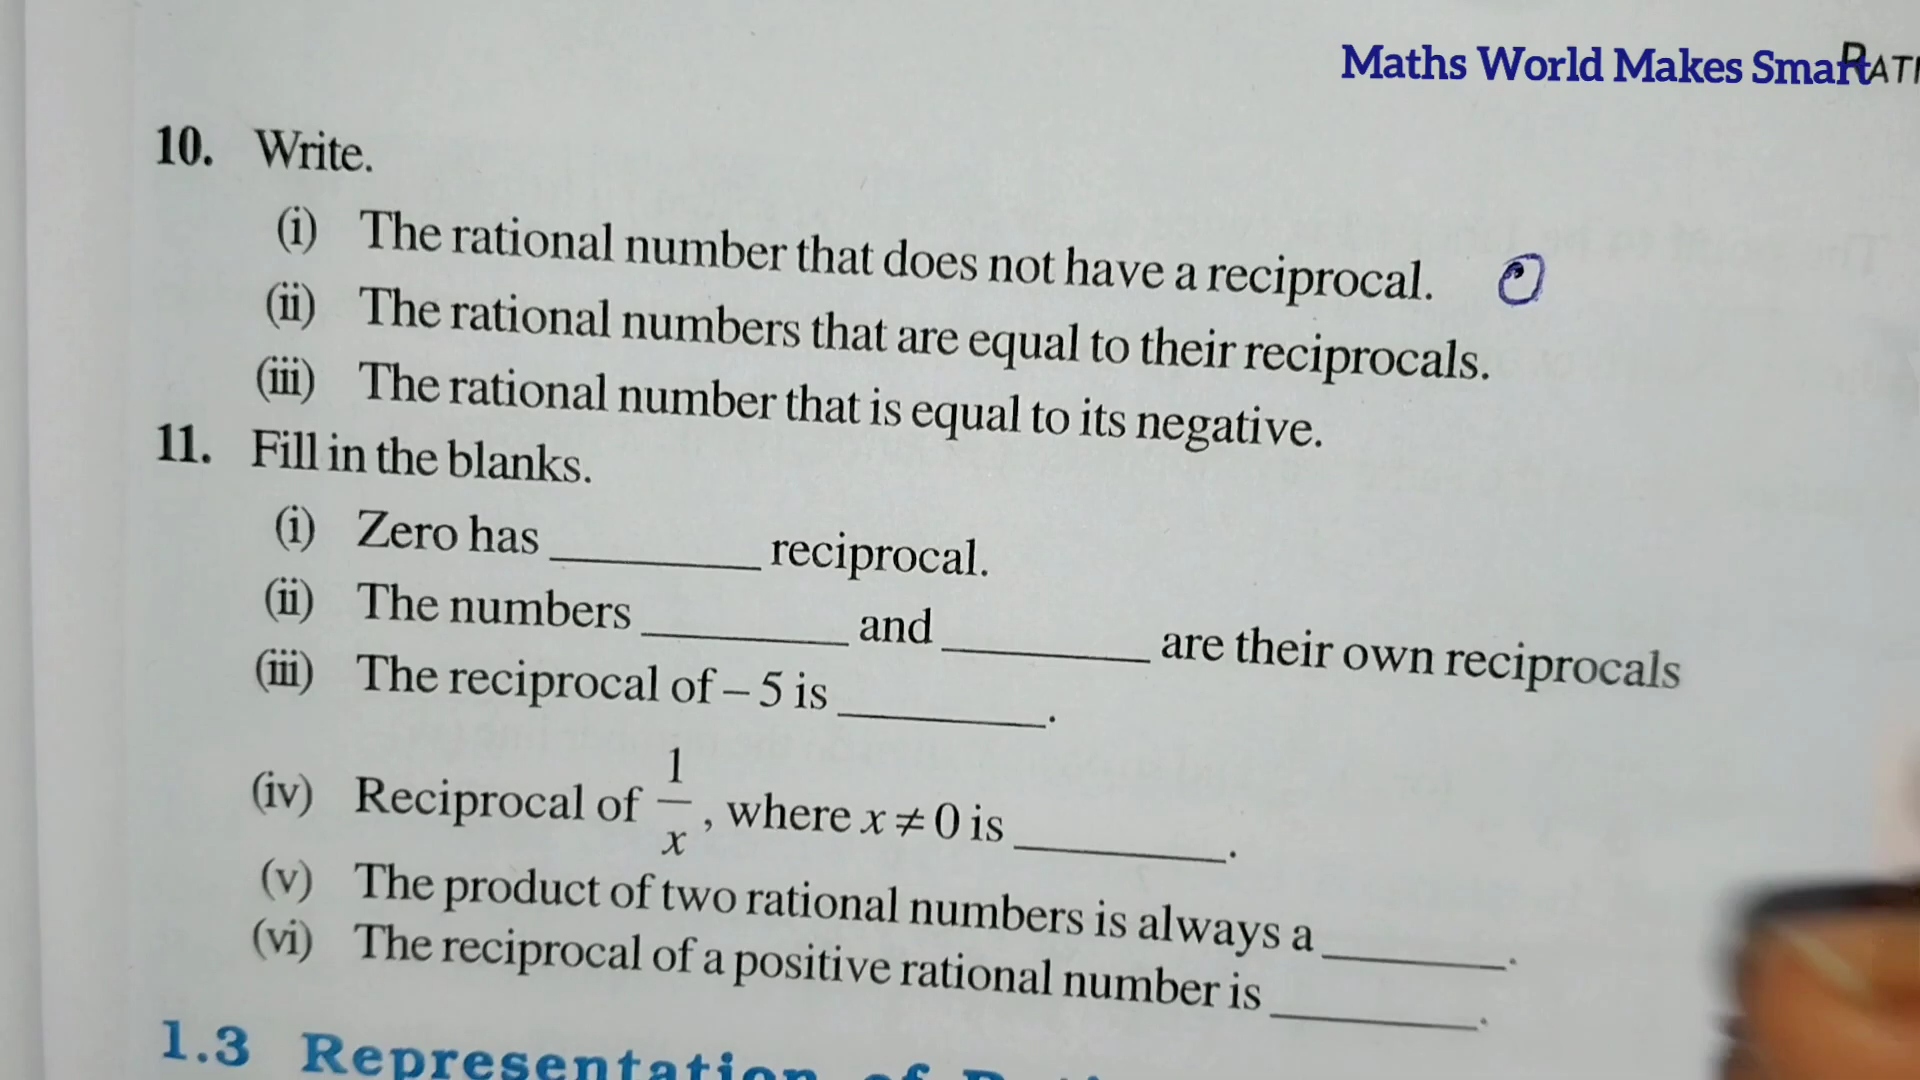 Maths World Makes Smart
RATI
10. Write.
(i) The rational number that does not have a reciprocal. 0
(ii) The rational numbers that are equal to their reciprocals.
(iii) The rational number that is equal to its negative.
11. Fill in the blanks.
(i) Zero has ________ reciprocal.
(ii) The numbers ________ and ________ are their own reciprocals
(iii) The reciprocal of – 5 is ________.
(iv) Reciprocal of 1/x, where x ≠ 0 is ________.
(v) The product of two rational numbers is always a ________.
(vi) The reciprocal of a positive rational number is ________.
1.3 Representation of